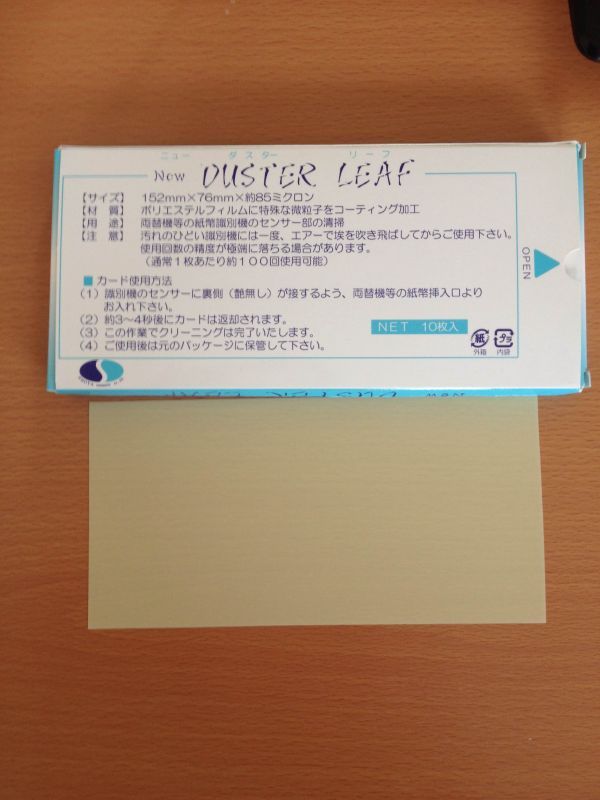 ニュー ダスター リーフ
New DUSTER LEAF
【サイズ】 152mm×76mm×約85ミクロン
【材 質】 ポリエステルフィルムに特殊な微粒子をコーティング加工
【用 途】 両替機等の紙幣識別機のセンサー部の清掃
【注 意】 汚れのひどい識別機には一度、エアーで埃を吹き飛ばしてからご使用下さい。
使用回数の精度が極端に落ちる場合があります。
（通常1枚あたり約100回使用可能）
OPEN
■ カード使用方法
（1）識別機のセンサーに裏側（艶無し）が接するよう、両替機等の紙幣挿入口より
お入れ下さい。
（2）約3〜4秒後にカードは返却されます。
（3）この作業でクリーニングは完了いたします。
（4）ご使用後は元のパッケージに保管して下さい。
NET 10枚入
紙 プラ
外箱 内袋
New DUSTER LEAF